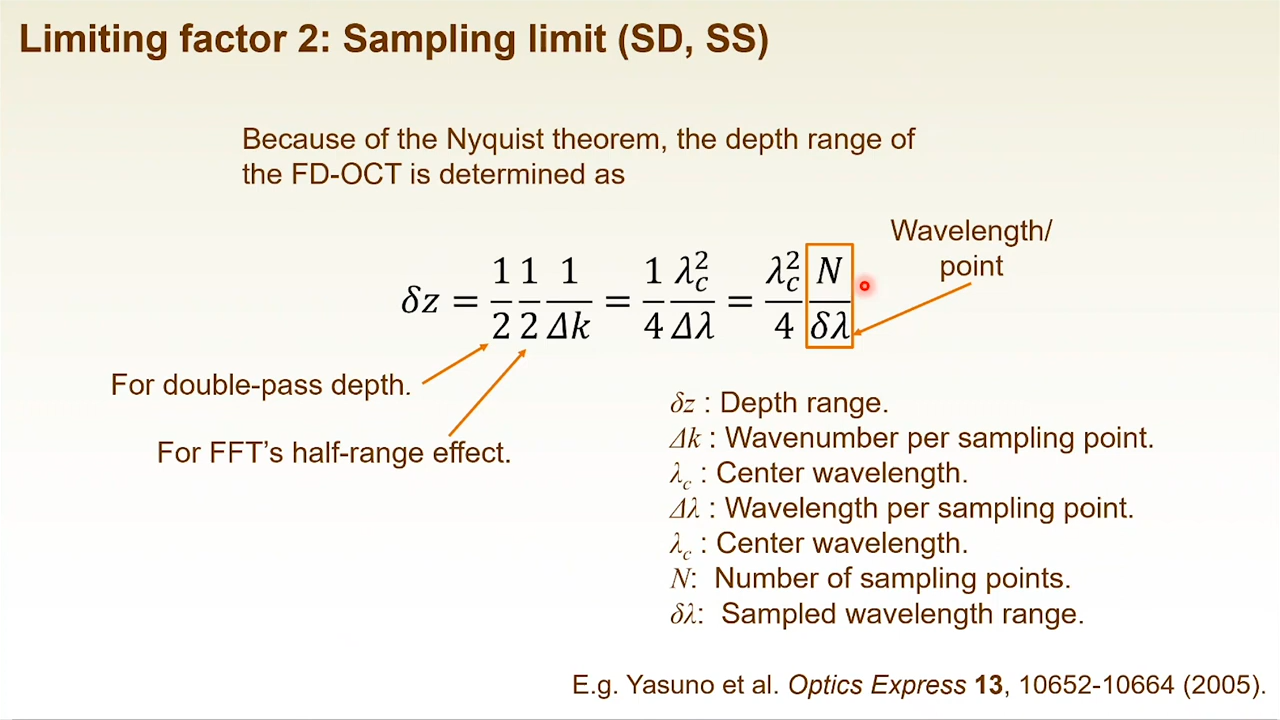 Limiting factor 2: Sampling limit (SD, SS)
Because of the Nyquist theorem, the depth range of
the FD-OCT is determined as
Wavelength/
point
δz = 1/2 1/2 1/Δk = 1/4 λc²/Δλ = λc²/4 N/δλ
For double-pass depth.
For FFT’s half-range effect.
δz : Depth range.
Δk : Wavenumber per sampling point.
λc : Center wavelength.
Δλ : Wavelength per sampling point.
λc : Center wavelength.
N: Number of sampling points.
δλ: Sampled wavelength range.
E.g. Yasuno et al. Optics Express 13, 10652-10664 (2005).